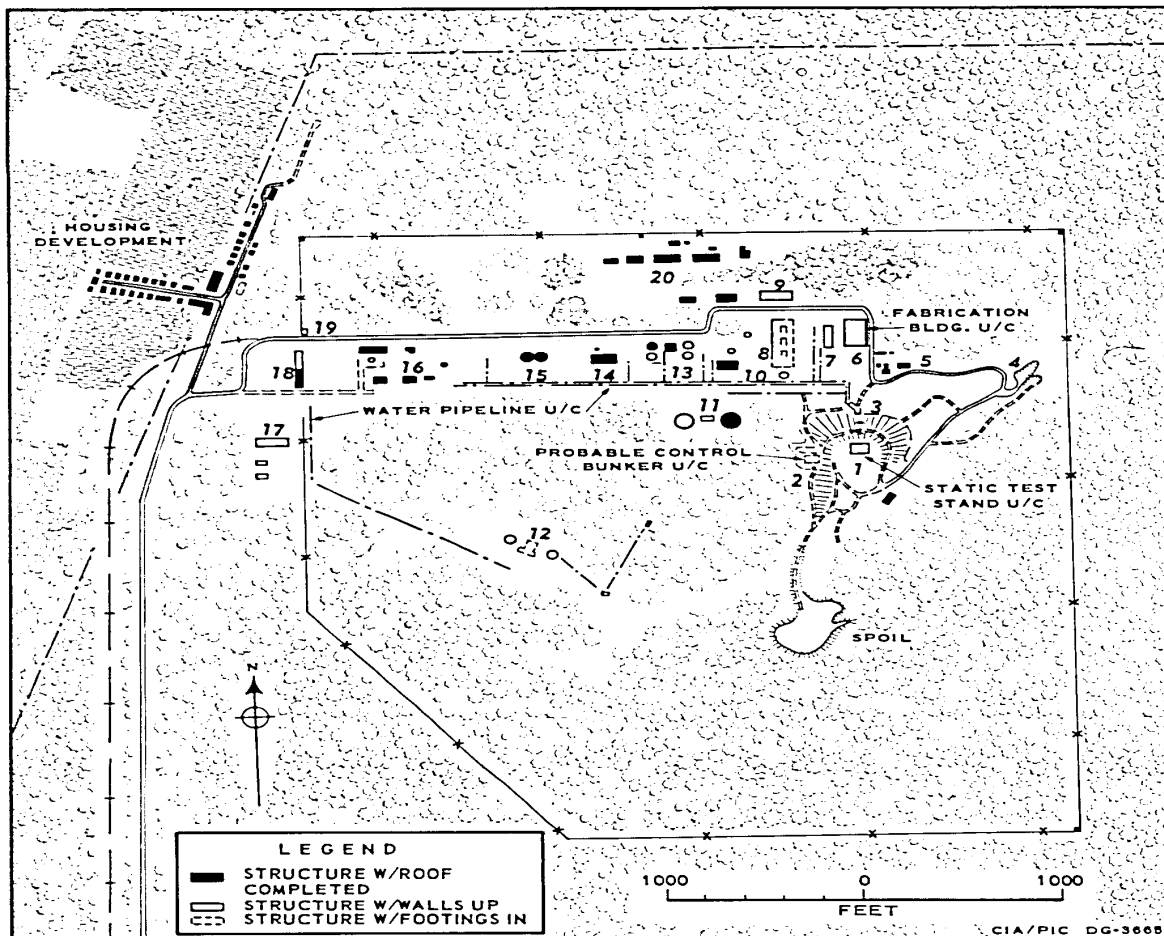 HOUSING
DEVELOPMENT
20
9
19
FABRICATION
BLDG. U/C
18
16
15
14
13
10
8
7
6
5
4
WATER PIPELINE U/C
11
3
17
PROBABLE CONTROL
BUNKER U/C
2
1
STATIC TEST
STAND U/C
12
SPOIL
N
LEGEND
STRUCTURE W/ROOF
COMPLETED
STRUCTURE W/WALLS UP
STRUCTURE W/FOOTINGS IN
1000 0 1000
FEET
CIA/PIC DG-3665